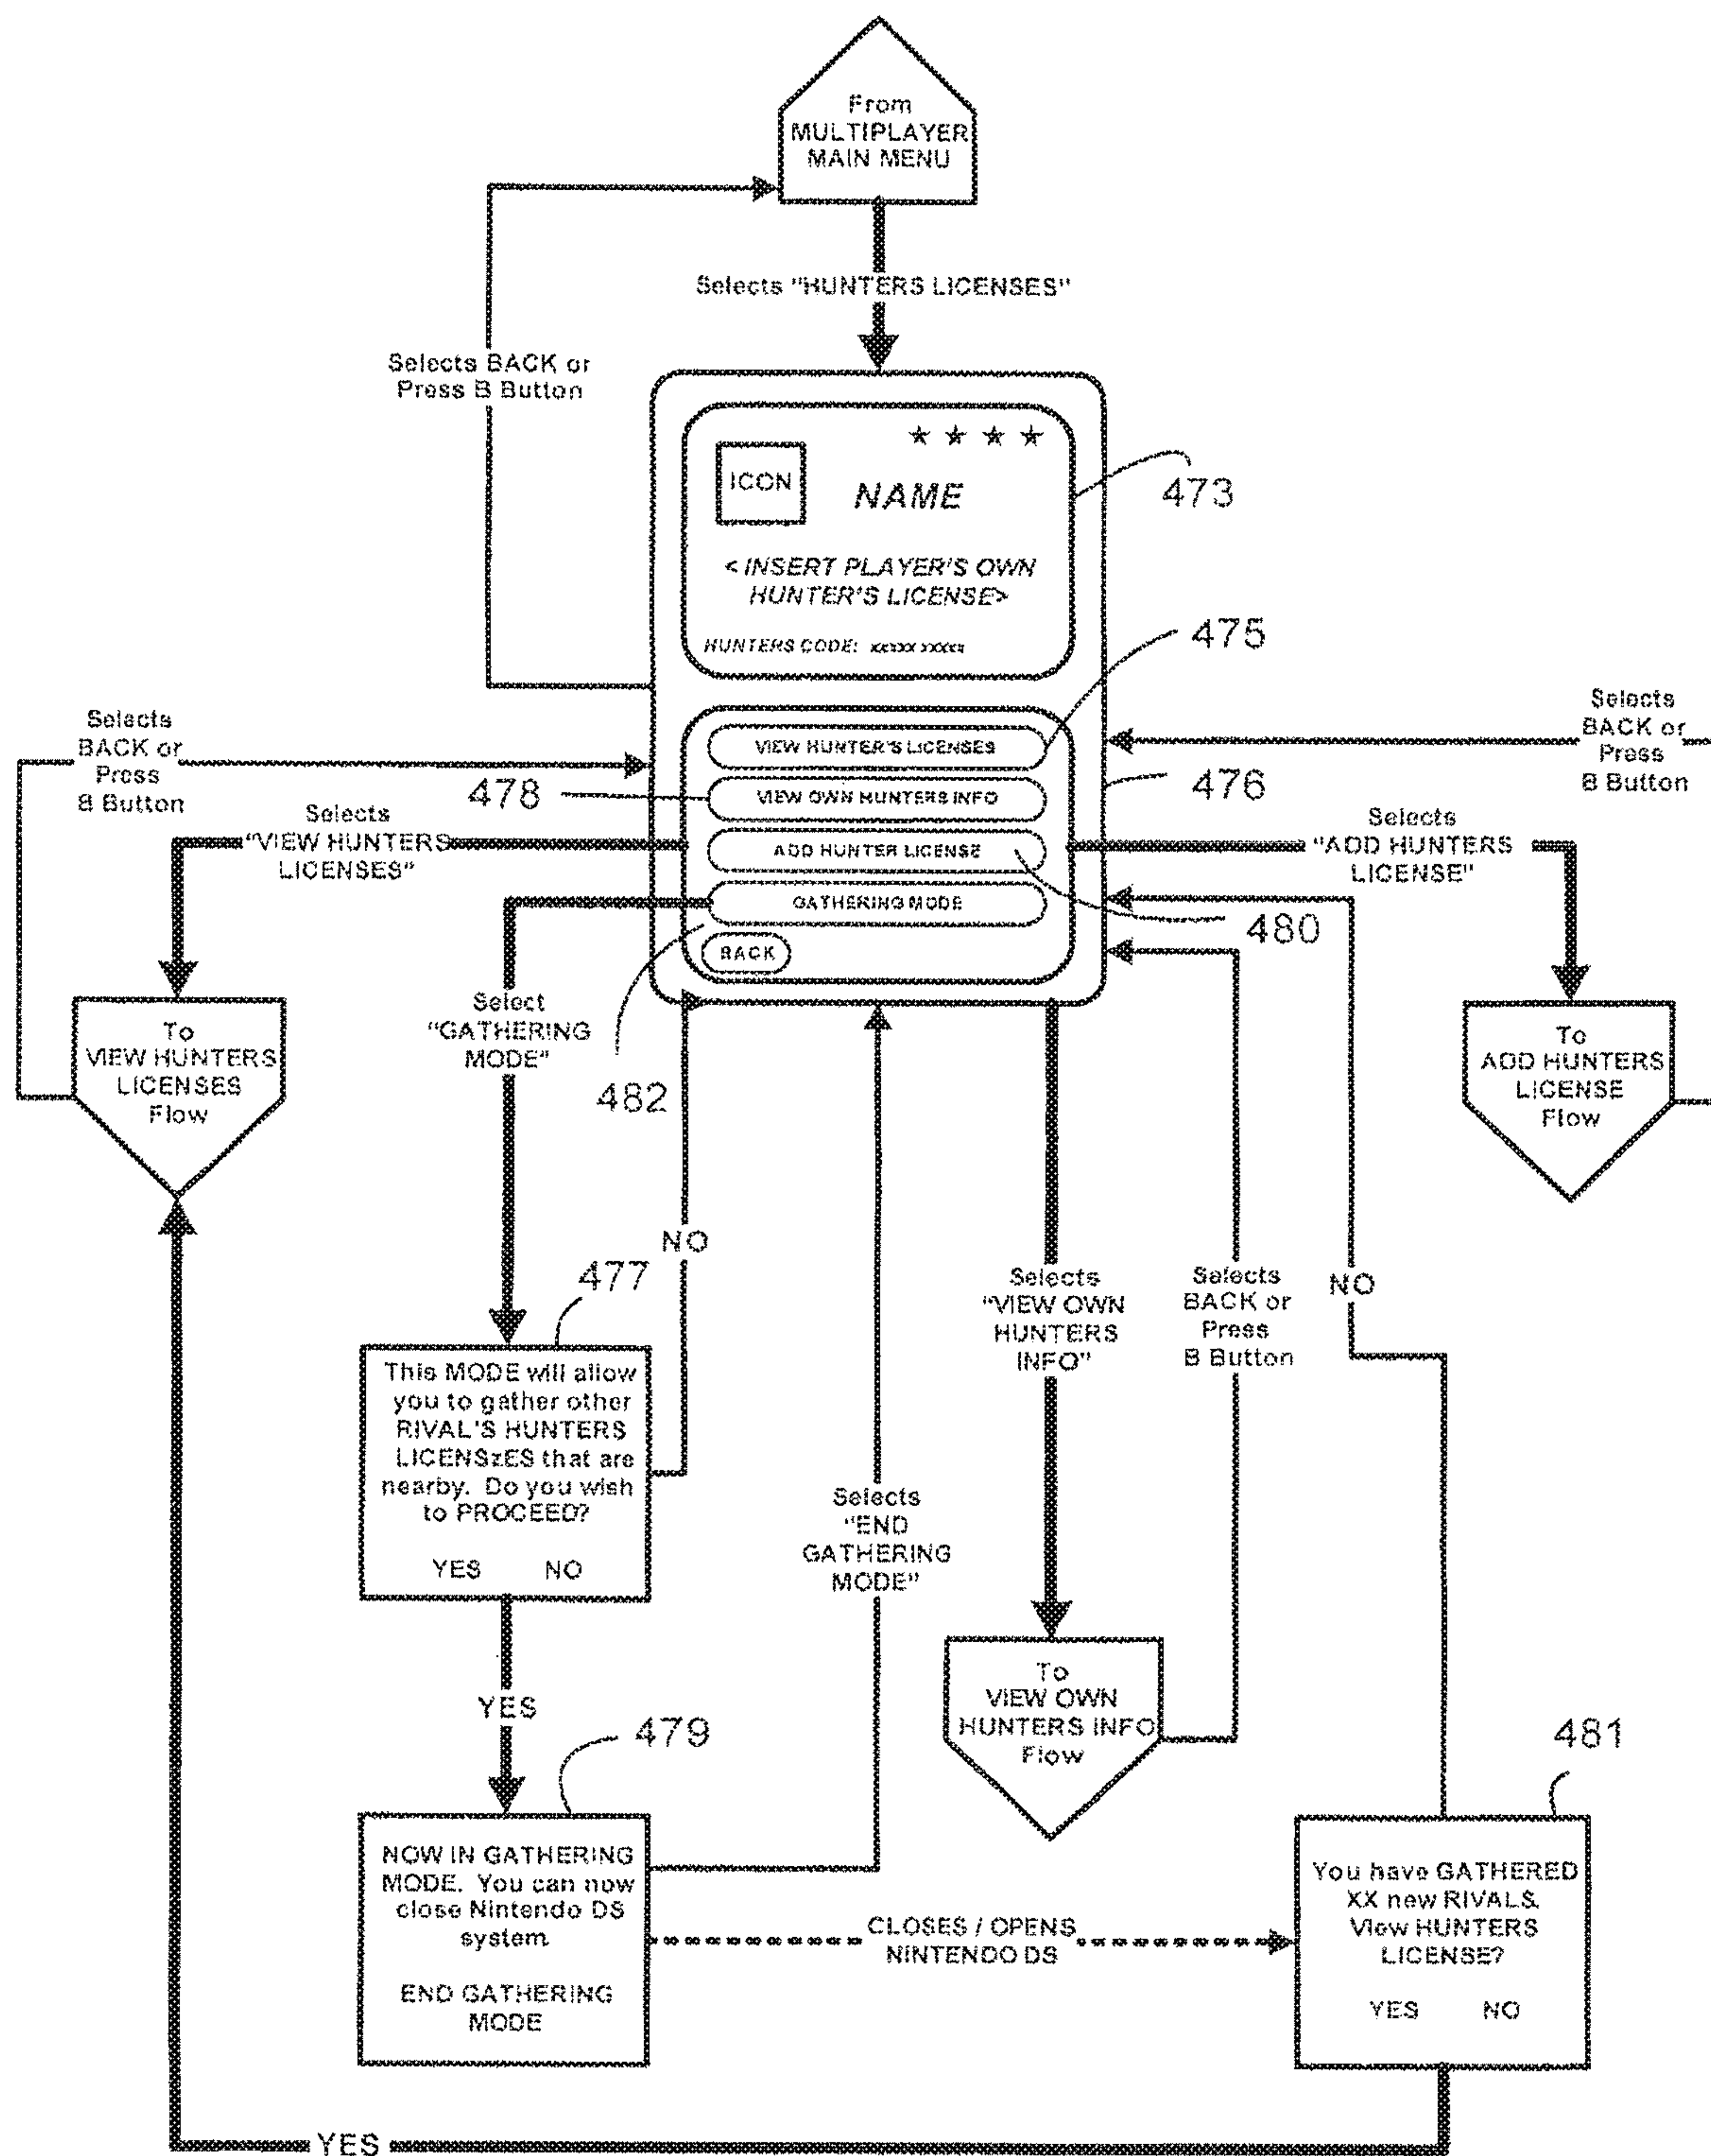 From
MULTIPLAYER
MAIN MENU
Selects "HUNTERS LICENSES"
Selects BACK or
Press B Button
ICON
NAME
473
< INSERT PLAYER'S OWN
HUNTER'S LICENSE>
HUNTERS CODE:
475
VIEW HUNTER'S LICENSES
476
478
VIEW OWN HUNTERS INFO
ADD HUNTER LICENSE
480
GATHERING MODE
482
BACK
Selects
BACK or
Press
B Button
Selects
"VIEW HUNTERS
LICENSES"
To
VIEW HUNTERS
LICENSES
Flow
Select
"GATHERING
MODE"
Selects
BACK or
Press
B Button
Selects
"ADD HUNTERS
LICENSE"
To
ADD HUNTERS
LICENSE
Flow
NO
477
This MODE will allow
you to gather other
RIVAL'S HUNTERS
LICENSzES that are
nearby. Do you wish
to PROCEED?
YES NO
YES
479
NOW IN GATHERING
MODE. You can now
close Nintendo DS
system
END GATHERING
MODE
Selects
"END
GATHERING
MODE"
Selects
"VIEW OWN
HUNTERS
INFO"
Selects
BACK or
Press
B Button
NO
To
VIEW OWN
HUNTERS INFO
Flow
CLOSES / OPENS
NINTENDO DS
481
You have GATHERED
XX new RIVALS.
View HUNTERS
LICENSE?
YES NO
YES